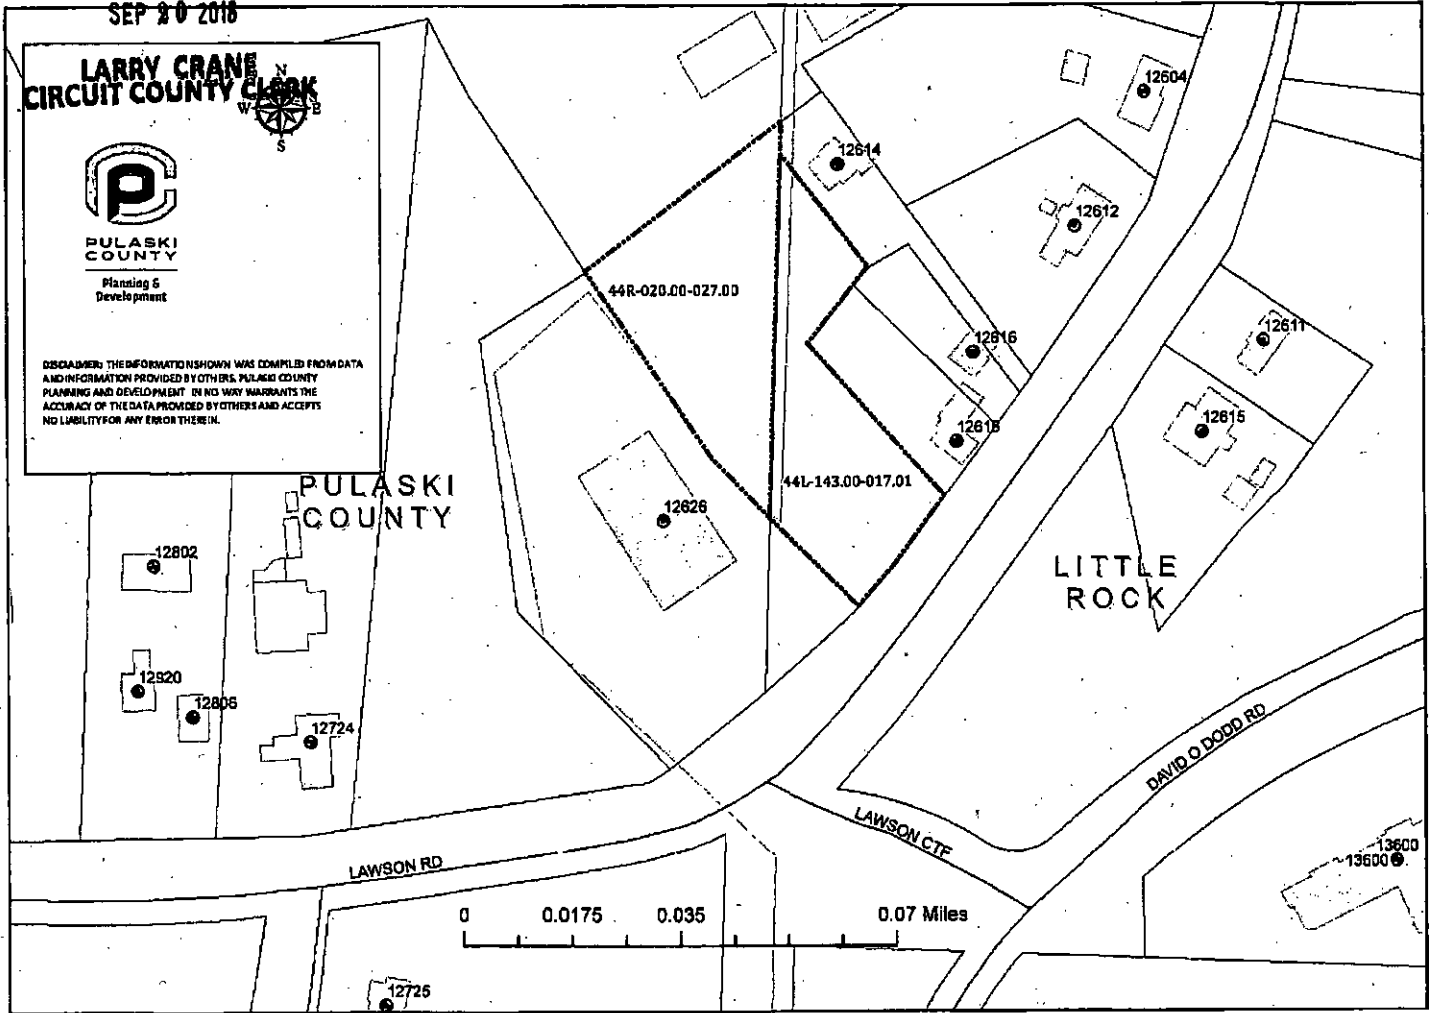 SEP 20 2018
LARRY CRANE
CIRCUIT COUNTY CLERK
N
W E
S
PULASKI
COUNTY
Planning &
Development
DISCLAIMER: THE INFORMATION SHOWN WAS COMPILED FROM DATA
AND INFORMATION PROVIDED BY OTHERS. PULASKI COUNTY
PLANNING AND DEVELOPMENT IN NO WAY WARRANTS THE
ACCURACY OF THE DATA PROVIDED BY OTHERS AND ACCEPTS
NO LIABILITY FOR ANY ERROR THEREIN.
12604
12614
12612
44R-020.00-027.00
12616
12611
12615
44L-143.00-017.01
PULASKI
COUNTY
12626
12802
LITTLE
ROCK
12920
12806
12724
DAVID O DODD RD
LAWSON CTF
LAWSON RD
13600
13600
0 0.0175 0.035 0.07 Miles
12725